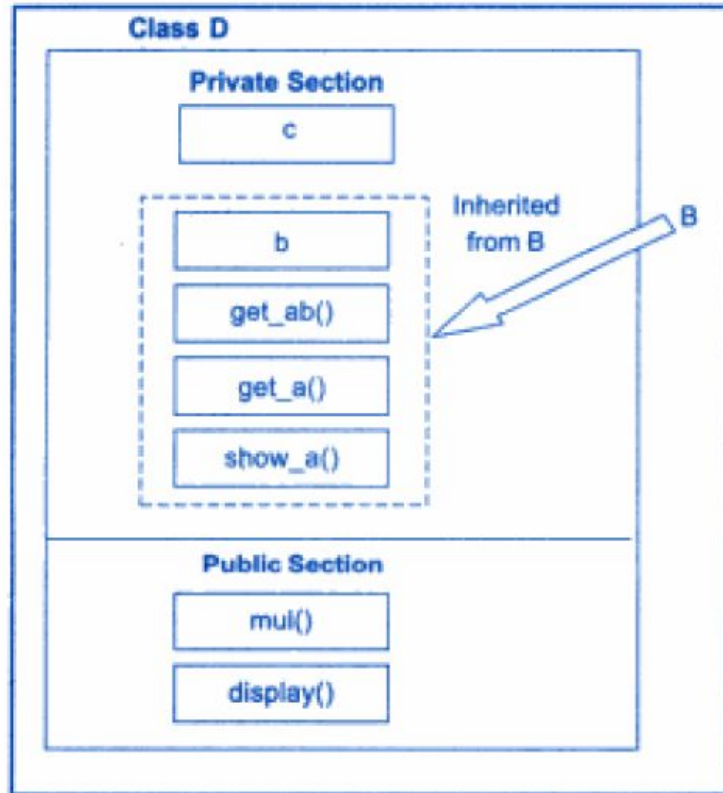 Class D
Private Section
c
Inherited
from B
B
b
get_ab()
get_a()
show_a()
Public Section
mul()
display()